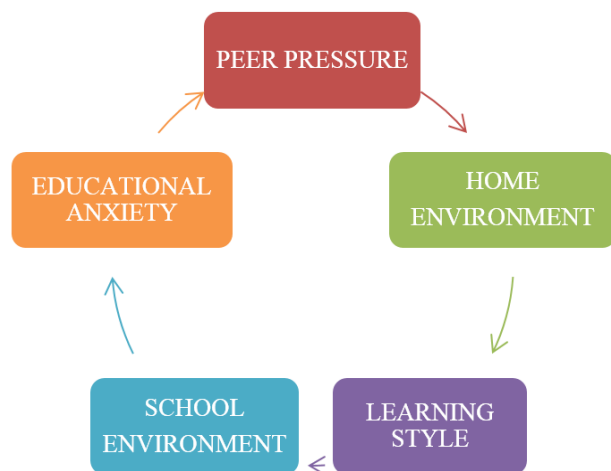 PEER PRESSURE
HOME
ENVIRONMENT
LEARNING
STYLE
SCHOOL
ENVIRONMENT
EDUCATIONAL
ANXIETY